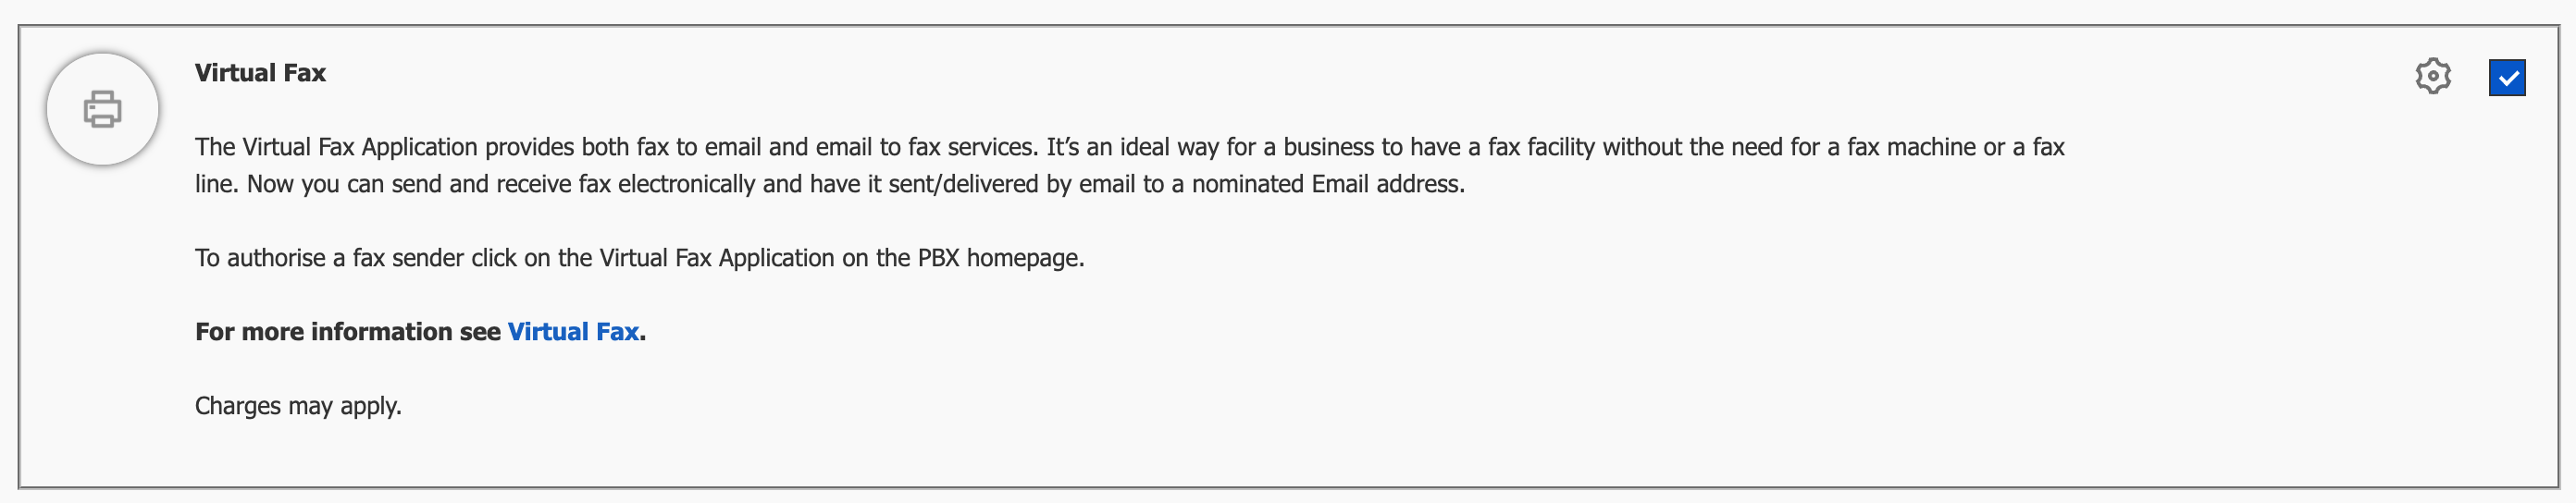 Virtual Fax
The Virtual Fax Application provides both fax to email and email to fax services. It’s an ideal way for a business to have a fax facility without the need for a fax machine or a fax
line. Now you can send and receive fax electronically and have it sent/delivered by email to a nominated Email address.
To authorise a fax sender click on the Virtual Fax Application on the PBX homepage.
For more information see Virtual Fax.
Charges may apply.